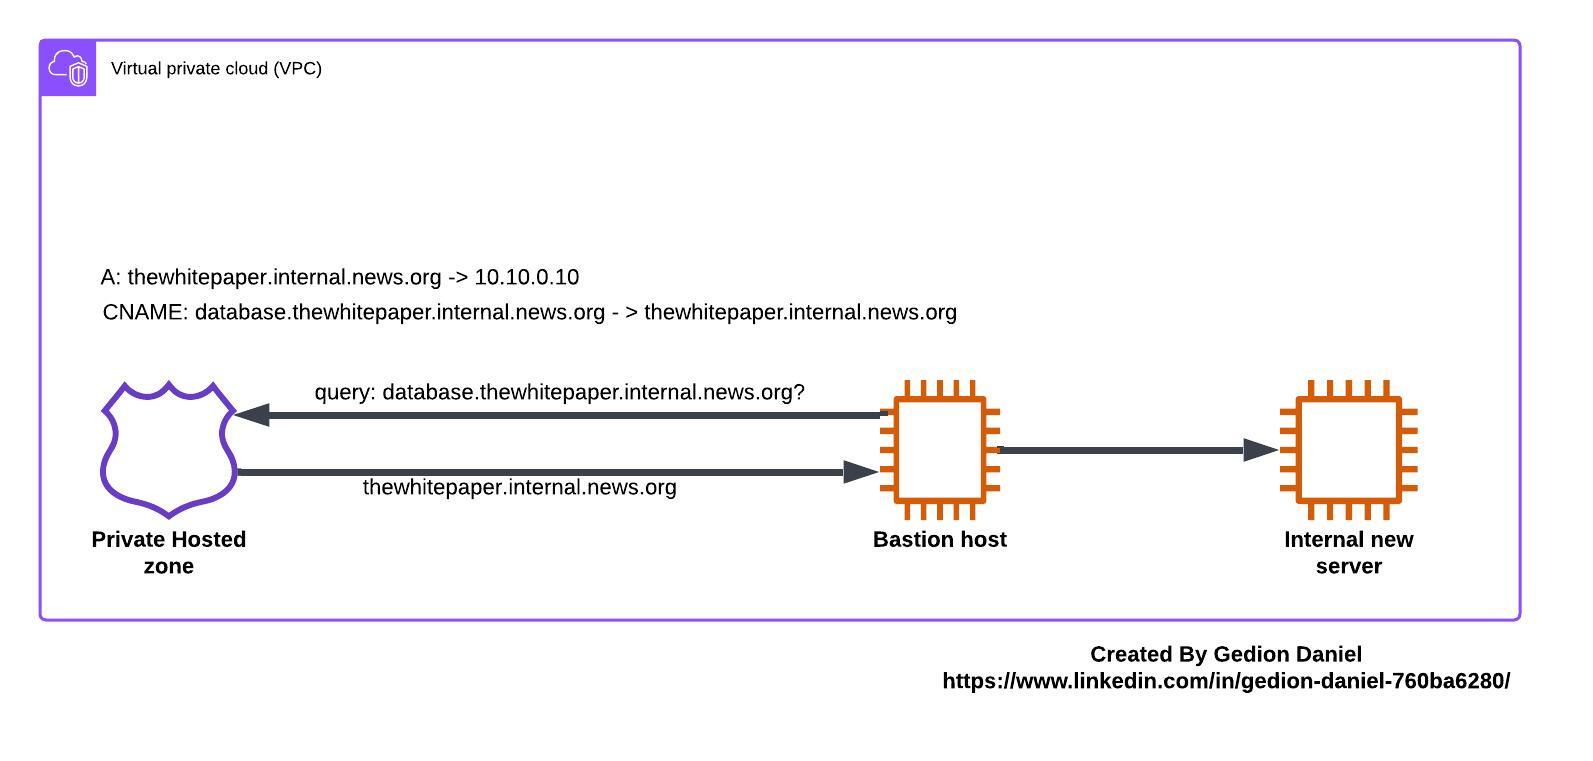 Virtual private cloud (VPC)
A: thewhitepaper.internal.news.org -> 10.10.0.10
CNAME: database.thewhitepaper.internal.news.org - > thewhitepaper.internal.news.org
query: database.thewhitepaper.internal.news.org?
thewhitepaper.internal.news.org
Private Hosted
zone
Bastion host
Internal new
server
Created By Gedion Daniel
https://www.linkedin.com/in/gedion-daniel-760ba6280/